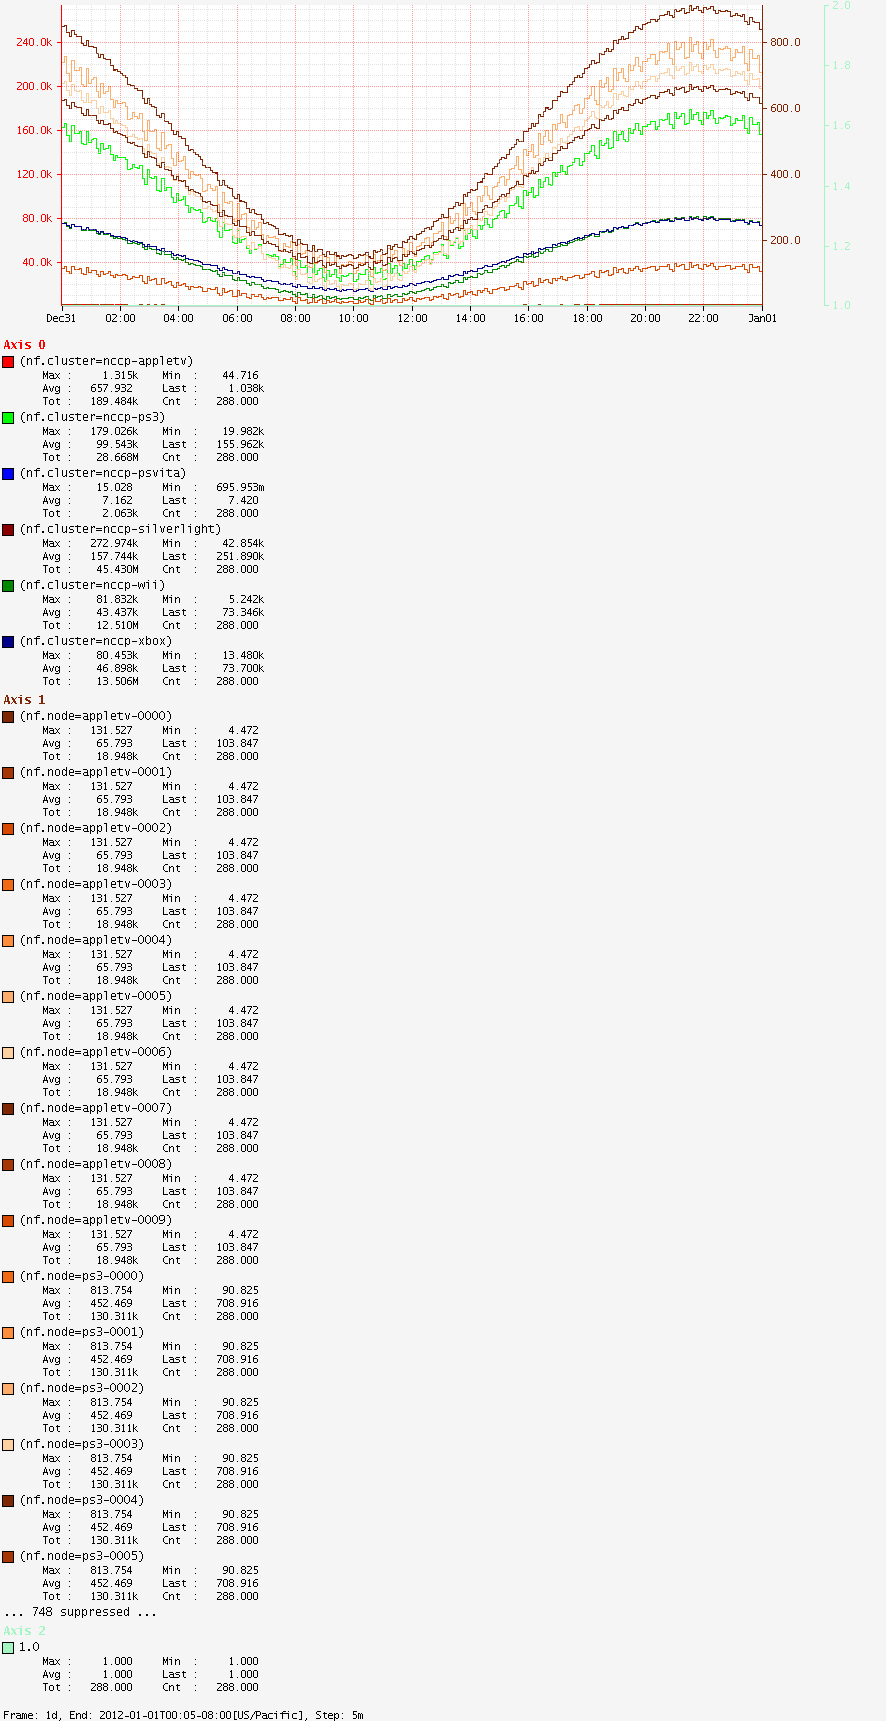 240.0k
200.0k
160.0k
120.0k
80.0k
40.0k
800.0
600.0
400.0
200.0
2.0
1.8
1.6
1.4
1.2
1.0
Dec31 02:00 04:00 06:00 08:00 10:00 12:00 14:00 16:00 18:00 20:00 22:00 Jan01
Axis 0
(nf.cluster=nccp-appletv)
Max : 1.315k Min : 44.716
Avg : 657.932 Last : 1.038k
Tot : 189.484k Cnt : 288.000
(nf.cluster=nccp-ps3)
Max : 179.026k Min : 19.982k
Avg : 99.543k Last : 155.962k
Tot : 28.668M Cnt : 288.000
(nf.cluster=nccp-psvita)
Max : 15.028 Min : 695.953m
Avg : 7.162 Last : 7.420
Tot : 2.063k Cnt : 288.000
(nf.cluster=nccp-silverlight)
Max : 272.974k Min : 42.854k
Avg : 157.744k Last : 251.890k
Tot : 45.430M Cnt : 288.000
(nf.cluster=nccp-wii)
Max : 81.832k Min : 5.242k
Avg : 43.437k Last : 73.346k
Tot : 12.510M Cnt : 288.000
(nf.cluster=nccp-xbox)
Max : 80.453k Min : 13.480k
Avg : 46.898k Last : 73.700k
Tot : 13.506M Cnt : 288.000
Axis 1
(nf.node=appletv-0000)
Max : 131.527 Min : 4.472
Avg : 65.793 Last : 103.847
Tot : 18.948k Cnt : 288.000
(nf.node=appletv-0001)
Max : 131.527 Min : 4.472
Avg : 65.793 Last : 103.847
Tot : 18.948k Cnt : 288.000
(nf.node=appletv-0002)
Max : 131.527 Min : 4.472
Avg : 65.793 Last : 103.847
Tot : 18.948k Cnt : 288.000
(nf.node=appletv-0003)
Max : 131.527 Min : 4.472
Avg : 65.793 Last : 103.847
Tot : 18.948k Cnt : 288.000
(nf.node=appletv-0004)
Max : 131.527 Min : 4.472
Avg : 65.793 Last : 103.847
Tot : 18.948k Cnt : 288.000
(nf.node=appletv-0005)
Max : 131.527 Min : 4.472
Avg : 65.793 Last : 103.847
Tot : 18.948k Cnt : 288.000
(nf.node=appletv-0006)
Max : 131.527 Min : 4.472
Avg : 65.793 Last : 103.847
Tot : 18.948k Cnt : 288.000
(nf.node=appletv-0007)
Max : 131.527 Min : 4.472
Avg : 65.793 Last : 103.847
Tot : 18.948k Cnt : 288.000
(nf.node=appletv-0008)
Max : 131.527 Min : 4.472
Avg : 65.793 Last : 103.847
Tot : 18.948k Cnt : 288.000
(nf.node=appletv-0009)
Max : 131.527 Min : 4.472
Avg : 65.793 Last : 103.847
Tot : 18.948k Cnt : 288.000
(nf.node=ps3-0000)
Max : 813.754 Min : 90.825
Avg : 452.469 Last : 708.916
Tot : 130.311k Cnt : 288.000
(nf.node=ps3-0001)
Max : 813.754 Min : 90.825
Avg : 452.469 Last : 708.916
Tot : 130.311k Cnt : 288.000
(nf.node=ps3-0002)
Max : 813.754 Min : 90.825
Avg : 452.469 Last : 708.916
Tot : 130.311k Cnt : 288.000
(nf.node=ps3-0003)
Max : 813.754 Min : 90.825
Avg : 452.469 Last : 708.916
Tot : 130.311k Cnt : 288.000
(nf.node=ps3-0004)
Max : 813.754 Min : 90.825
Avg : 452.469 Last : 708.916
Tot : 130.311k Cnt : 288.000
(nf.node=ps3-0005)
Max : 813.754 Min : 90.825
Avg : 452.469 Last : 708.916
Tot : 130.311k Cnt : 288.000
... 748 suppressed ...
Axis 2
1.0
Max : 1.000 Min : 1.000
Avg : 1.000 Last : 1.000
Tot : 288.000 Cnt : 288.000
Frame: 1d, End: 2012-01-01T00:05-08:00[US/Pacific], Step: 5m